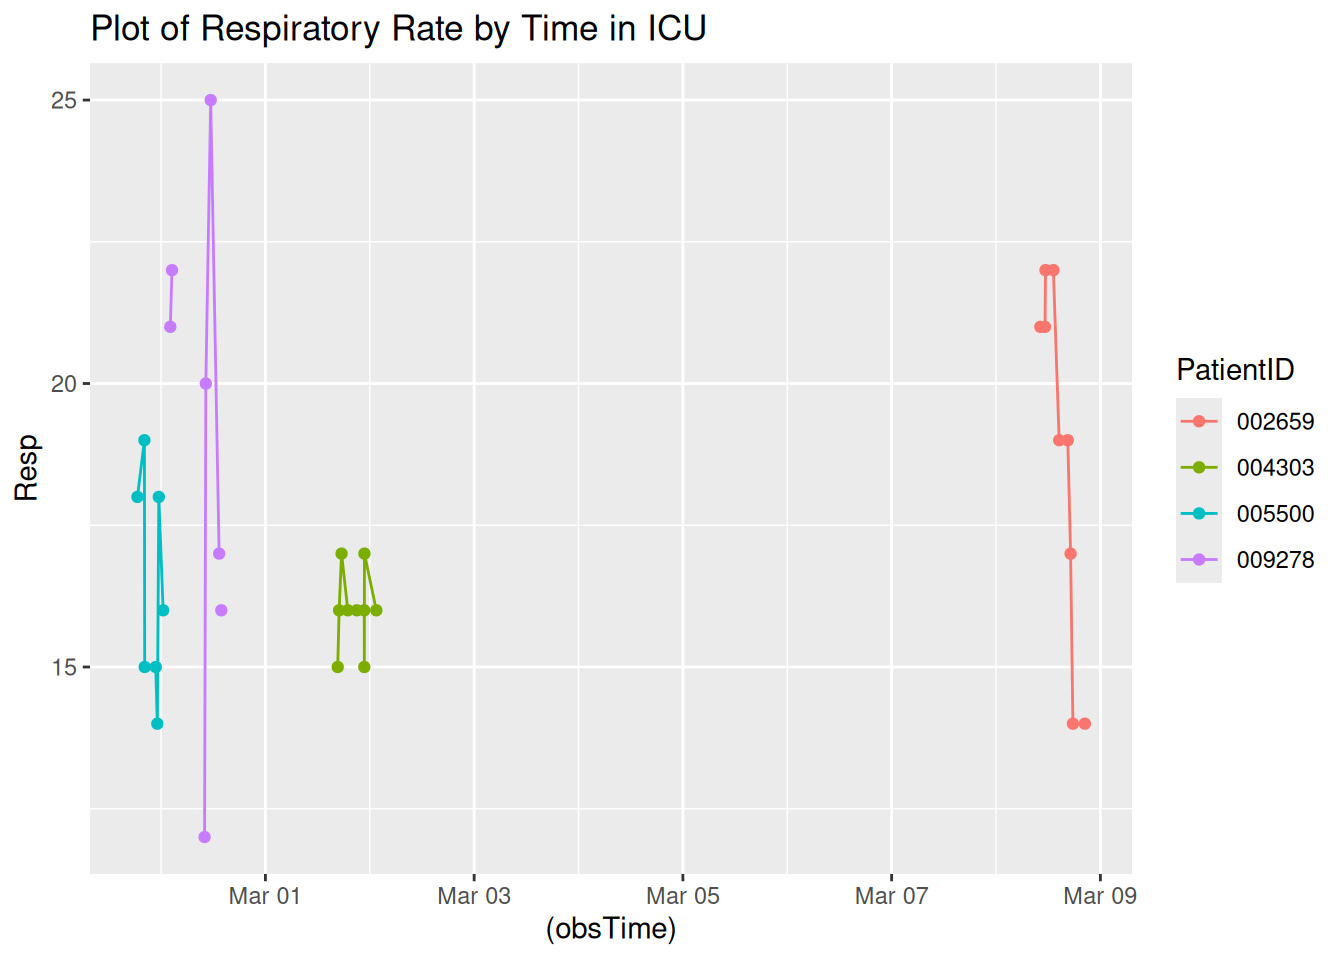 Plot of Respiratory Rate by Time in ICU
25
20
15
Resp
Mar 01
Mar 03
Mar 05
Mar 07
Mar 09
(obsTime)
PatientID
002659
004303
005500
009278